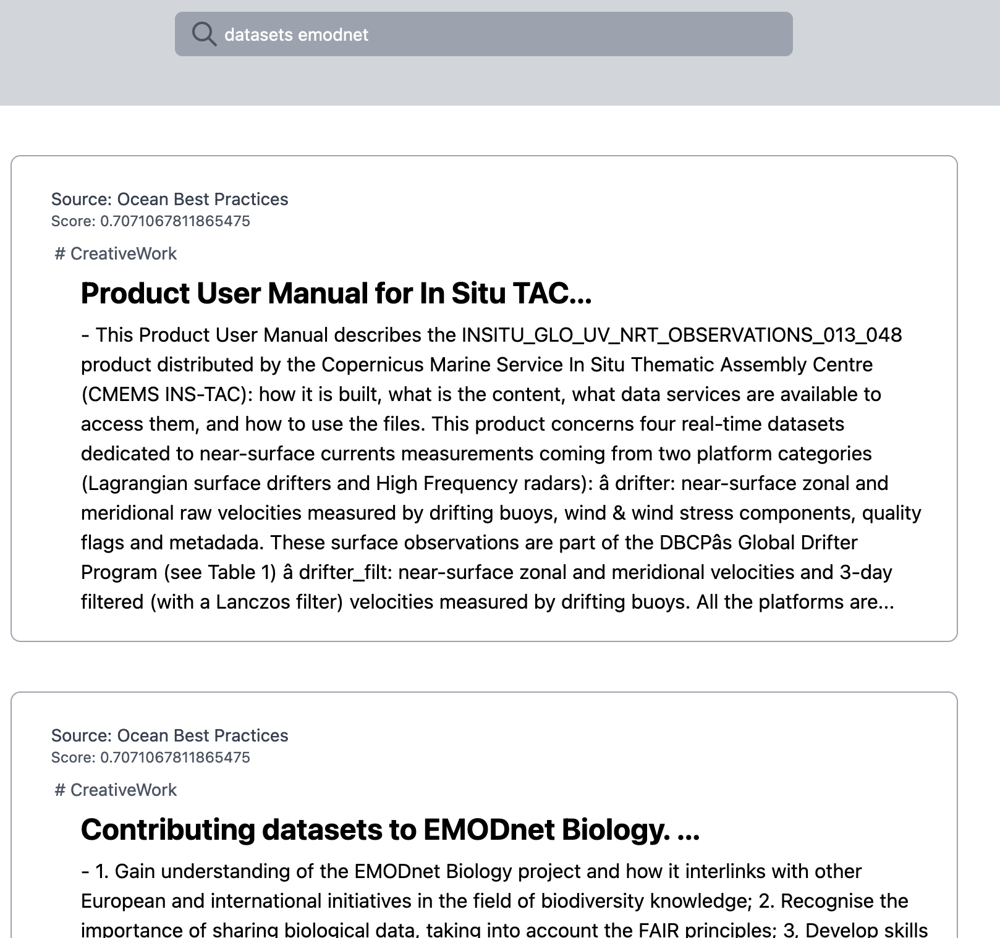 datasets emodnet
Source: Ocean Best Practices
Score: 0.7071067811865475
# CreativeWork
Product User Manual for In Situ TAC...
- This Product User Manual describes the INSITU_GLO_UV_NRT_OBSERVATIONS_013_048
product distributed by the Copernicus Marine Service In Situ Thematic Assembly Centre
(CMEMS INS-TAC): how it is built, what is the content, what data services are available to
access them, and how to use the files. This product concerns four real-time datasets
dedicated to near-surface currents measurements coming from two platform categories
(Lagrangian surface drifters and High Frequency radars): â drifter: near-surface zonal and
meridional raw velocities measured by drifting buoys, wind & wind stress components, quality
flags and metadada. These surface observations are part of the DBCPâs Global Drifter
Program (see Table 1) â drifter_filt: near-surface zonal and meridional velocities and 3-day
filtered (with a Lanczos filter) velocities measured by drifting buoys. All the platforms are...
Source: Ocean Best Practices
Score: 0.7071067811865475
# CreativeWork
Contributing datasets to EMODnet Biology. ...
- 1. Gain understanding of the EMODnet Biology project and how it interlinks with other
European and international initiatives in the field of biodiversity knowledge; 2. Recognise the
importance of sharing biological data, taking into account the FAIR principles; 3, Develop skills